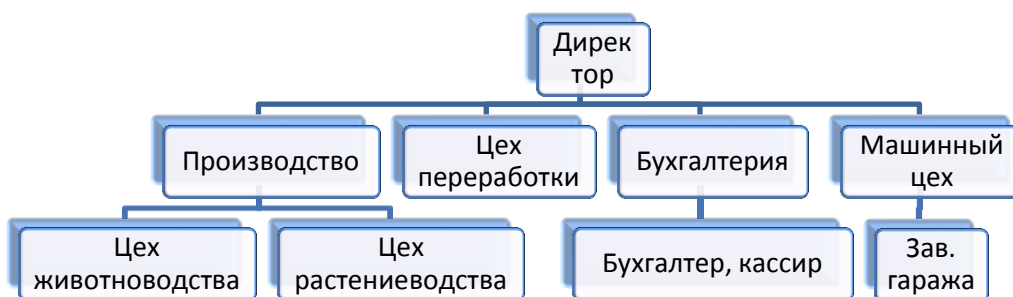 Дирек
тор
Производство
Цех
переработки
Бухгалтерия
Машинный
цех
Цех
животноводства
Цех
растениеводства
Бухгалтер, кассир
Зав.
гаража